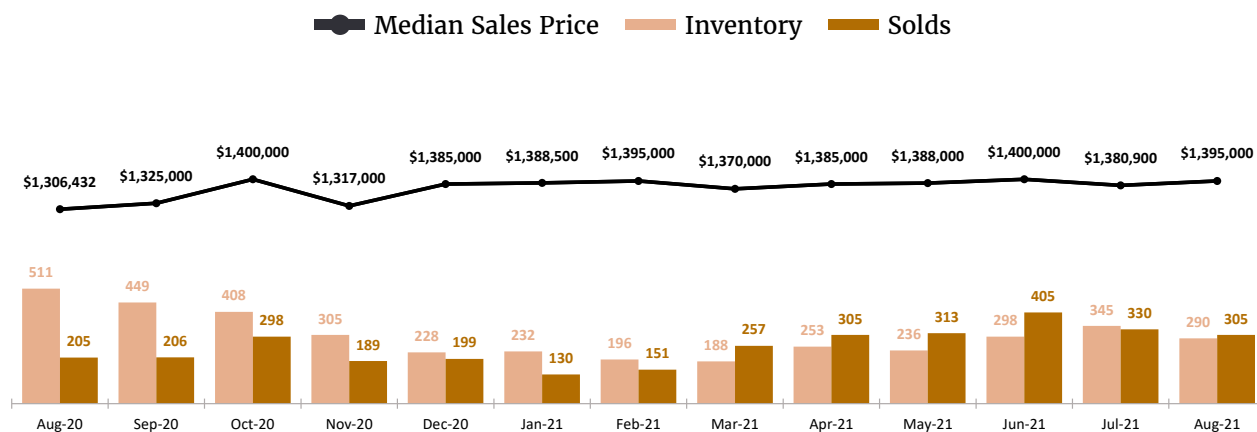 Median Sales Price Inventory Solds
$1,306,432 $1,325,000 $1,400,000 $1,317,000 $1,385,000 $1,388,500 $1,395,000 $1,370,000 $1,385,000 $1,388,000 $1,400,000 $1,380,900 $1,395,000
511 205 449 206 408 298 305 189 228 199 232 130 196 151 188 257 253 305 236 313 298 405 345 330 290 305
Aug-20 Sep-20 Oct-20 Nov-20 Dec-20 Jan-21 Feb-21 Mar-21 Apr-21 May-21 Jun-21 Jul-21 Aug-21